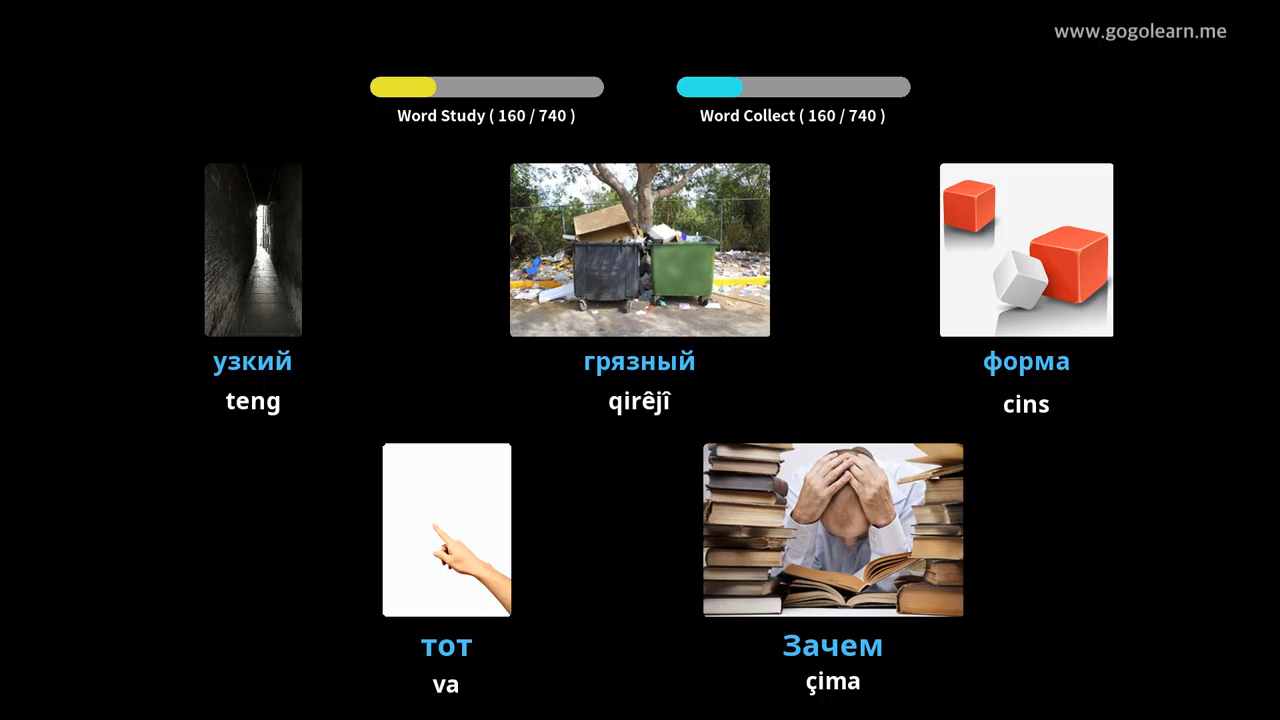 www.gogolearn.me
Word Study ( 160 / 740 )
Word Collect ( 160 / 740 )
узкий
teng
грязный
qirêjî
форма
cins
тот
va
Зачем
çima